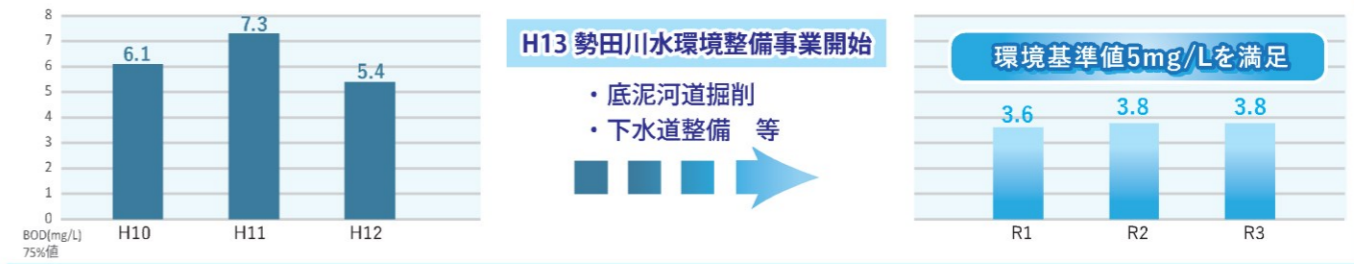 8
7
6
5
4
3
2
1
0
BOD(mg/L)
75%値
6.1
7.3
5.4
H10
H11
H12
H13 勢田川水環境整備事業開始
・底泥河道掘削
・下水道整備　等
環境基準値5mg/Lを満足
3.6
3.8
3.8
R1
R2
R3